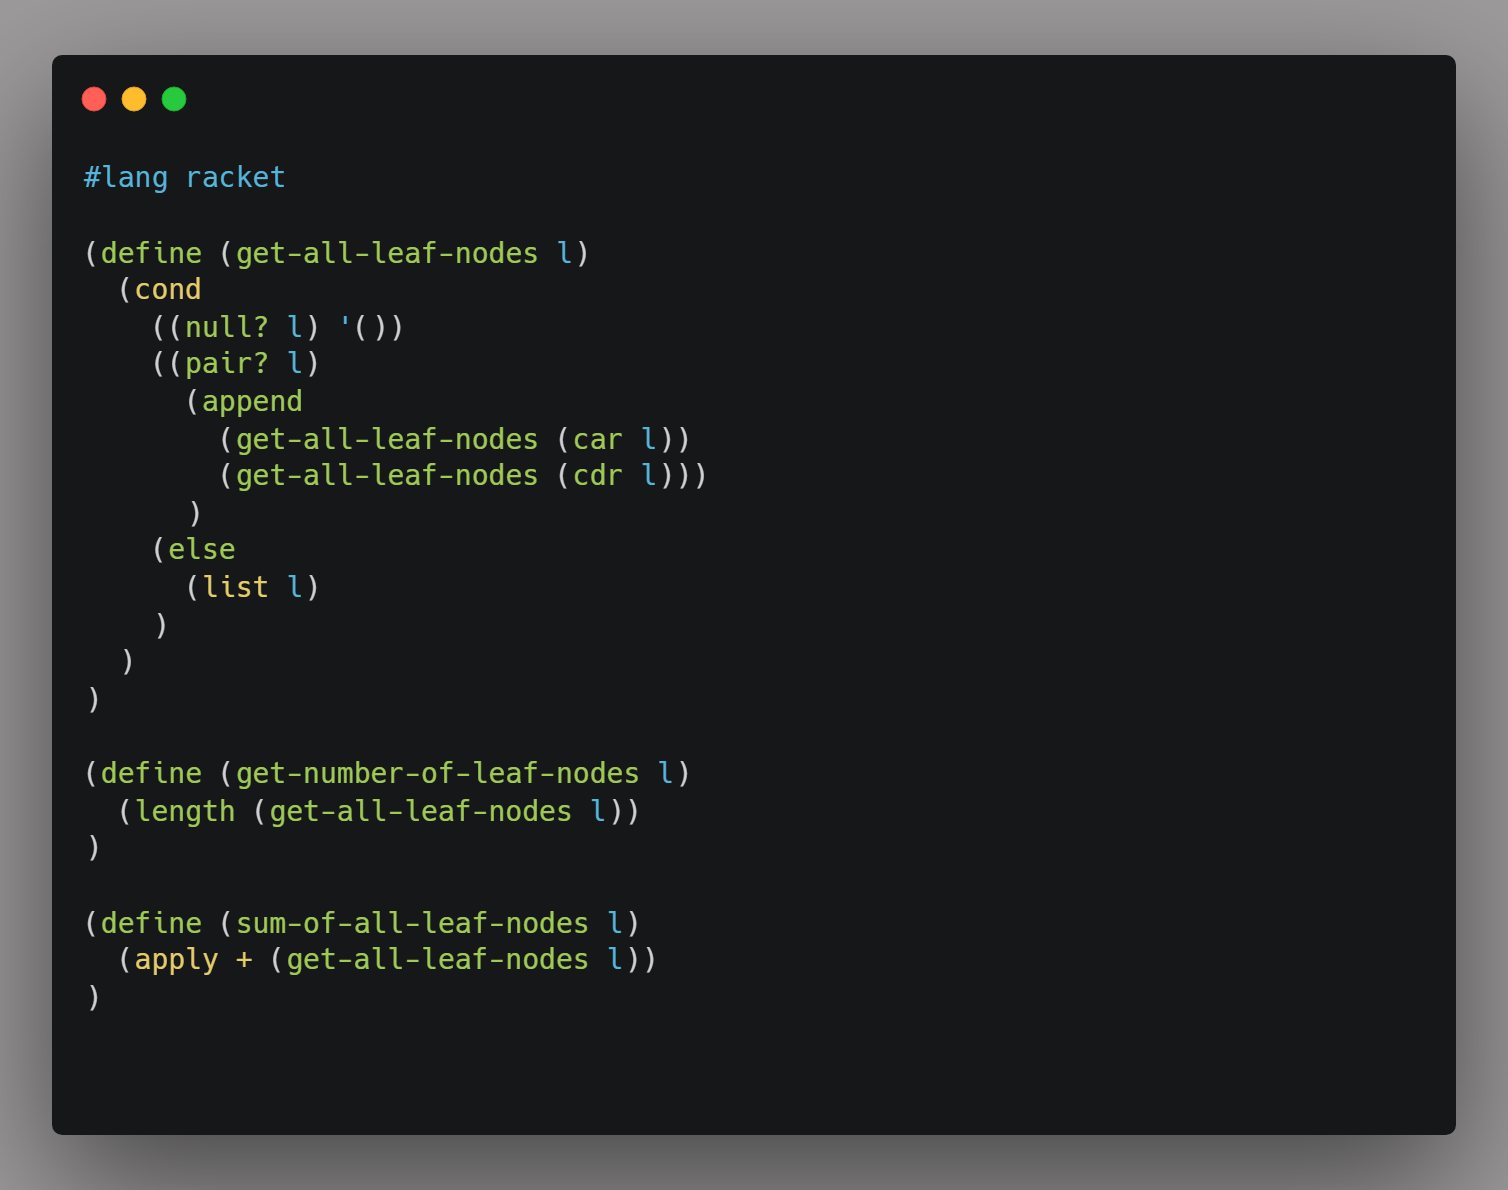 #lang racket

(define (get-all-leaf-nodes l)
  (cond
    ((null? l) '())
    ((pair? l)
      (append
        (get-all-leaf-nodes (car l))
        (get-all-leaf-nodes (cdr l)))
      )
    (else
      (list l)
    )
  )
)

(define (get-number-of-leaf-nodes l)
  (length (get-all-leaf-nodes l))
)

(define (sum-of-all-leaf-nodes l)
  (apply + (get-all-leaf-nodes l))
)